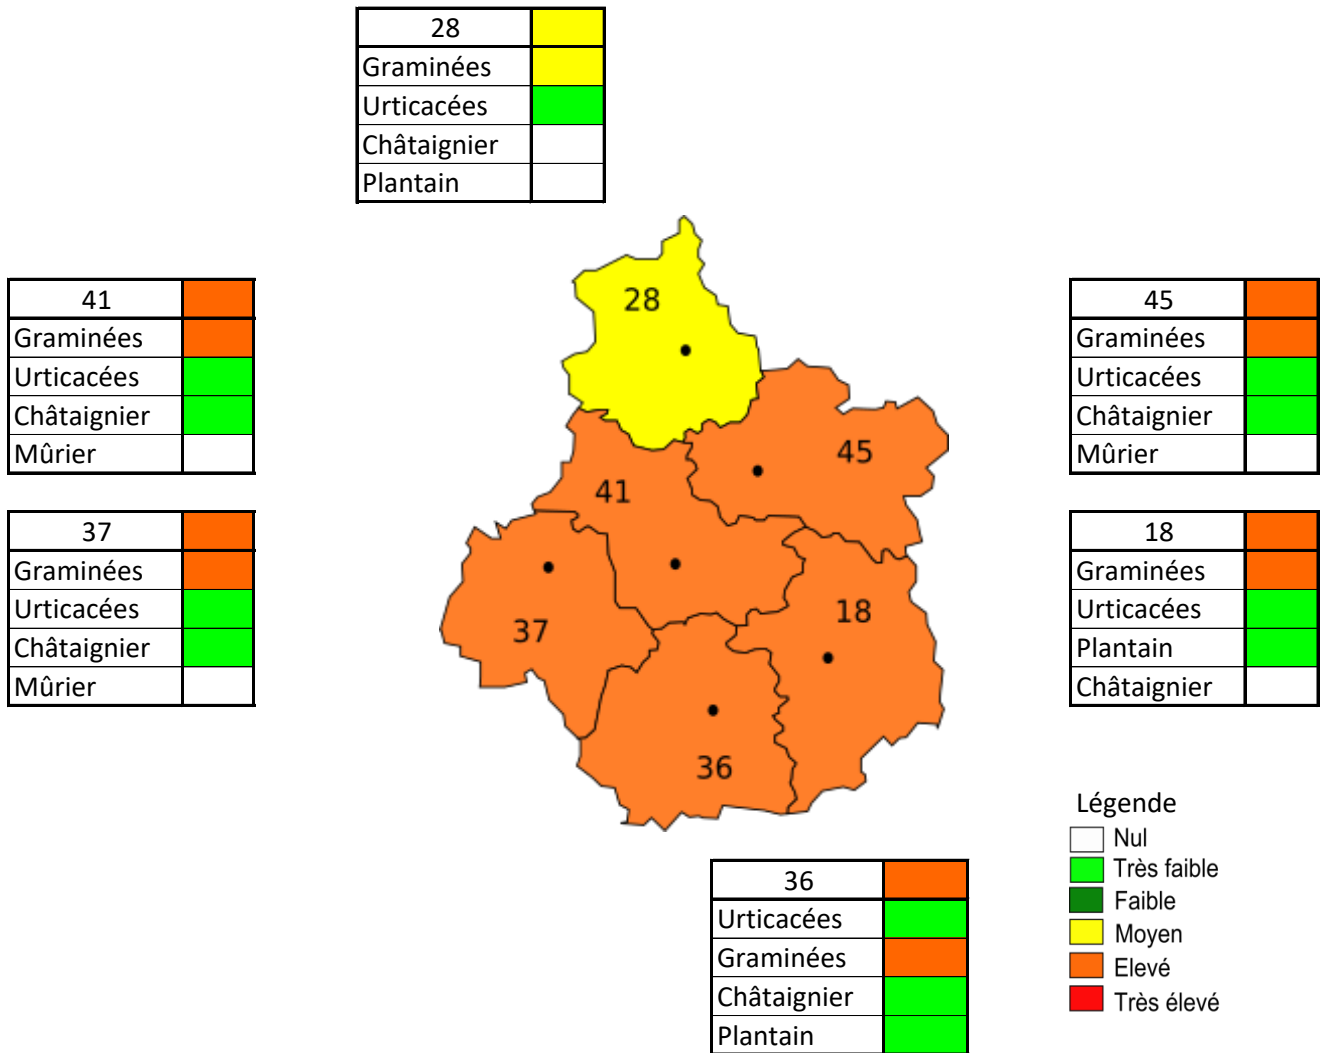 28
Graminées
Urticacées
Châtaignier
Plantain
41
Graminées
Urticacées
Châtaignier
Mûrier
37
Graminées
Urticacées
Châtaignier
Mûrier
28
45
41
37
18
36
45
Graminées
Urticacées
Châtaignier
Mûrier
18
Graminées
Urticacées
Plantain
Châtaignier
36
Urticacées
Graminées
Châtaignier
Plantain
Légende
Nul
Très faible
Faible
Moyen
Elevé
Très élevé